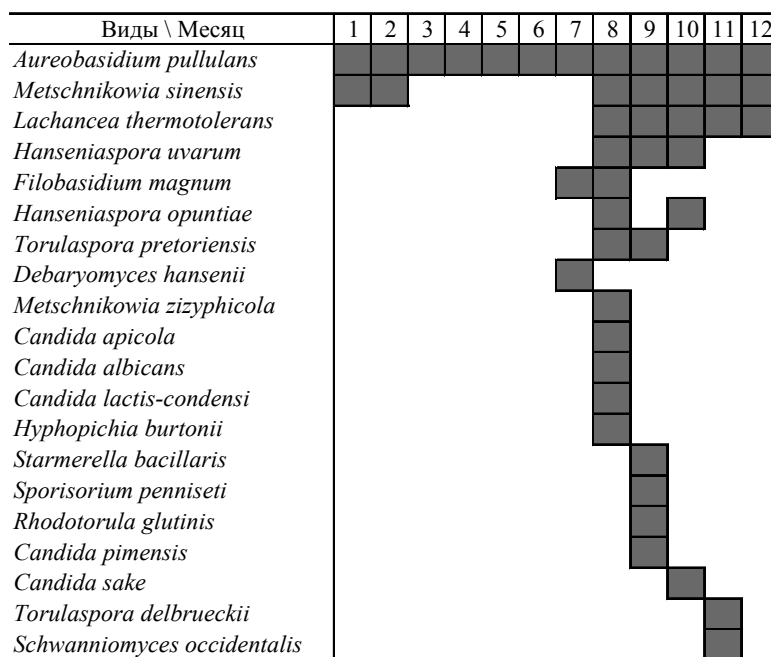 Виды \ Месяц 1 2 3 4 5 6 7 8 9 10 11 12
Aureobasidium pullulans
Metschnikowia sinensis
Lachancea thermotolerans
Hanseniaspora uvarum
Filobasidium magnum
Hanseniaspora opuntiae
Torulaspora pretoriensis
Debaryomyces hansenii
Metschnikowia zizyphicola
Candida apicola
Candida albicans
Candida lactis-condensi
Hyphopichia burtonii
Starmerella bacillaris
Sporisorium penniseti
Rhodotorula glutinis
Candida pimensis
Candida sake
Torulaspora delbrueckii
Schwanniomyces occidentalis